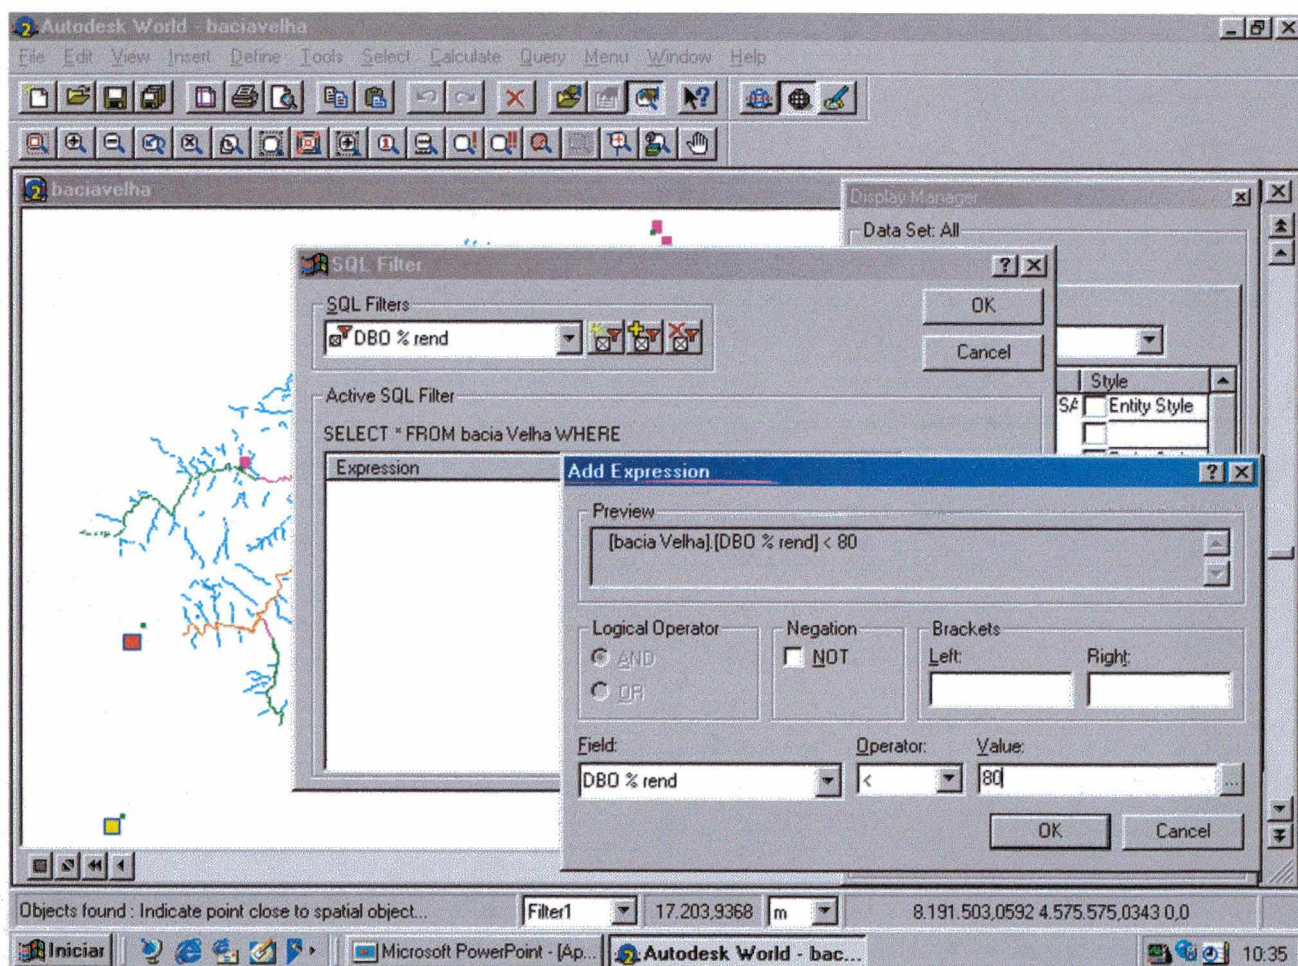 Autodesk World - baciavelha
File Edit View Insert Define Tools Select Calculate Query Menu Window Help
baciavelha
Display Manager
Data Set: All
SQL Filter
SQL Filters
DBO % rend
OK
Cancel
Style
Entity Style
Active SQL Filter
SELECT * FROM bacia Velha WHERE
Expression
Add Expression
Preview
[bacia Velha].[DBO % rend] < 80
Logical Operator
AND
OR
Negation
NOT
Brackets
Left:
Right:
Field:
DBO % rend
Operator:
<
Value:
80
...
OK
Cancel
Objects found : Indicate point close to spatial object...
Filter1
17.203,9368
m
8.191.503,0592 4.575.575,0343 0,0
Iniciar
Microsoft PowerPoint - [Ap...
Autodesk World - bac...
10:35